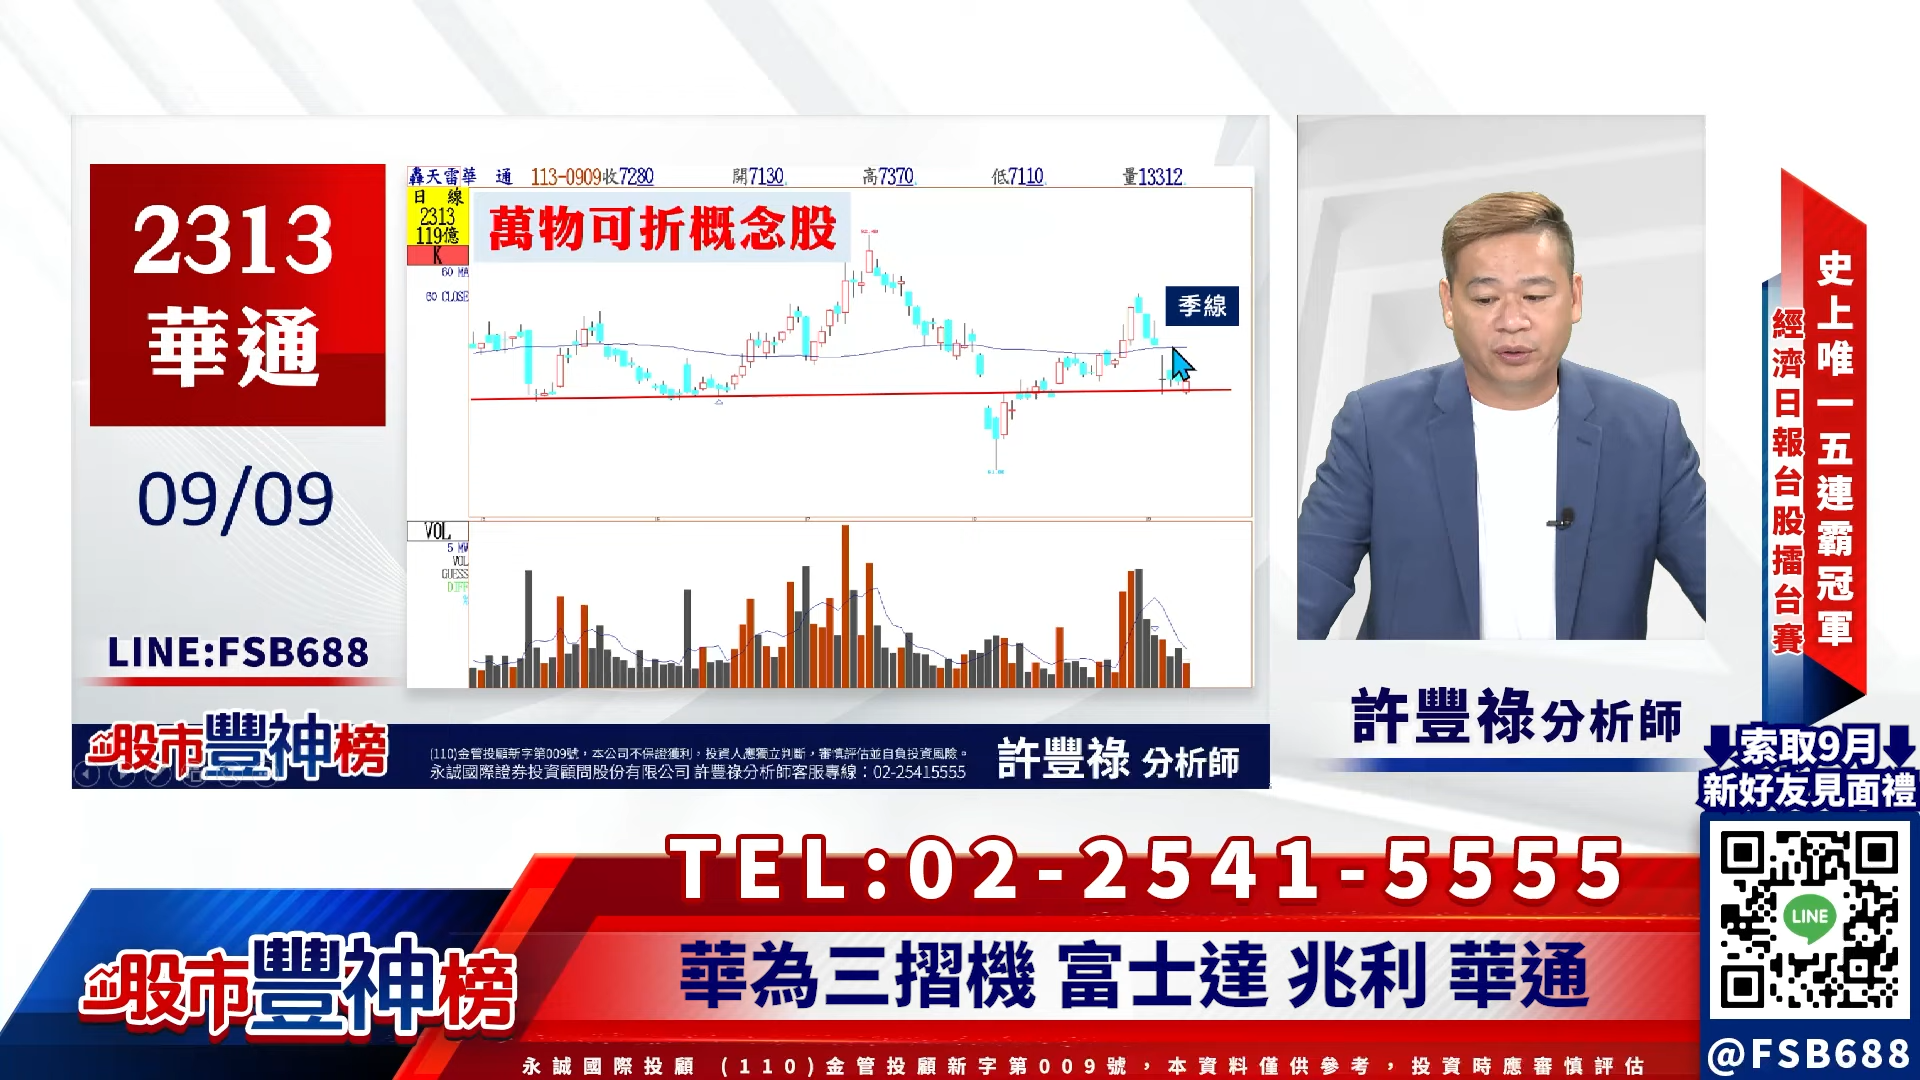 2313
華通
09/09
LINE:FSB688
轟天雷華 通 113-0909收7280 開7130 高7370 低7110 量13312
日 線
2313
119億
K
60 MA
60 CLOSE
萬物可折概念股
季線
VOL
5 MV
VOL
GUESS
DIFF
%
股市豐神榜
(110)金管投顧新字第009號，本公司不保證獲利，投資人應獨立判斷，審慎評估並自負投資風險。
永誠國際證券投資顧問股份有限公司 許豐祿分析師客服專線：02-25415555
許豐祿 分析師
許豐祿分析師
史上唯一五連霸冠軍
經濟日報台股擂台賽
索取9月
新好友見面禮
LINE
@FSB688
TEL:02-2541-5555
股市豐神榜
華為三摺機 富士達 兆利 華通
永誠國際投顧 (110)金管投顧新字第009號，本資料僅供參考，投資時應審慎評估